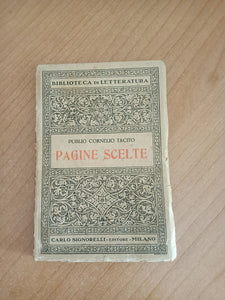 BIBLIOTECA DI LETTERATURA
PUBLIO CORNELIO TACITO
PAGINE SCELTE
CARLO SIGNORELLI - EDITORE - MILANO